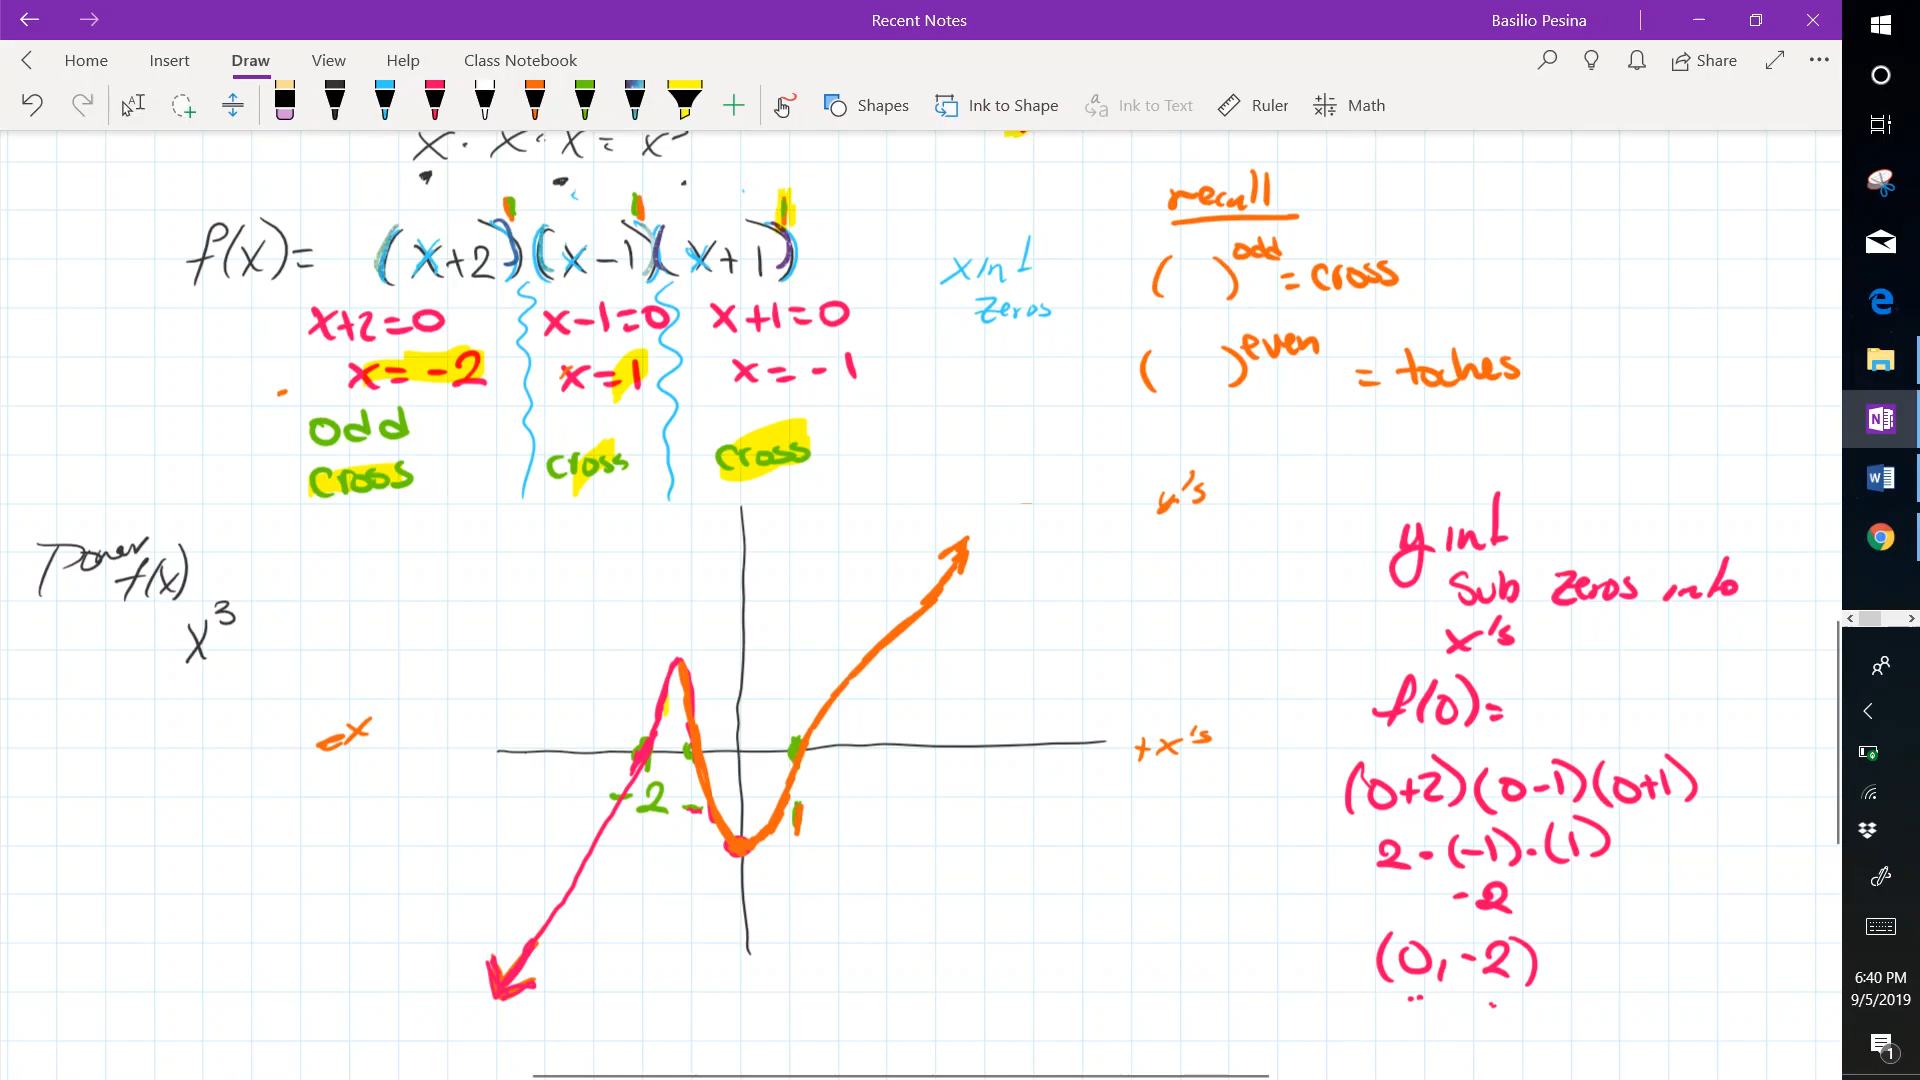 Recent Notes
Basilio Pesina
Home Insert Draw View Help Class Notebook
Share
Shapes Ink to Shape Ink to Text Ruler Math
x · x · x = x
f(x)= (x+2)(x-1)(x+1)
x+2=0 x-1=0 x+1=0
x=-2 x=1 x=-1
odd
cross cross cross
x int
zeros
recall
( )^odd = cross
( )^even = toches
Power
f(x)
x³
-x
+x's
-2 -
1
y int
Sub zeros into
x's
f(0)=
(0+2)(0-1)(0+1)
2·(-1)·(1)
-2
(0,-2)
6:40 PM
9/5/2019
1